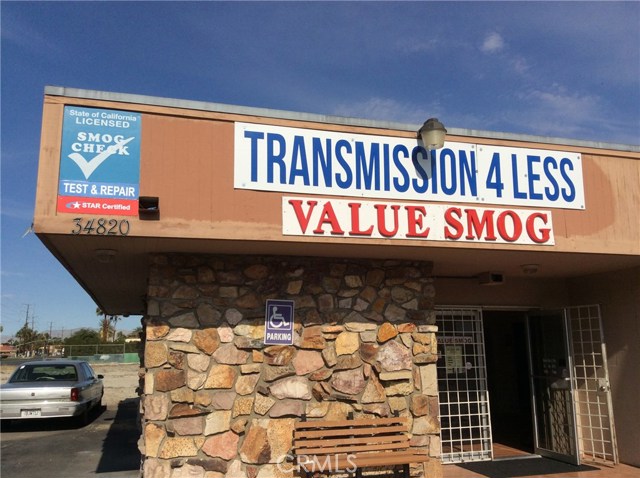 State of California
LICENSED
SMOG
CHECK
TEST & REPAIR
STAR Certified
34820
TRANSMISSION 4 LESS
VALUE SMOG
PARKING
CRMLS